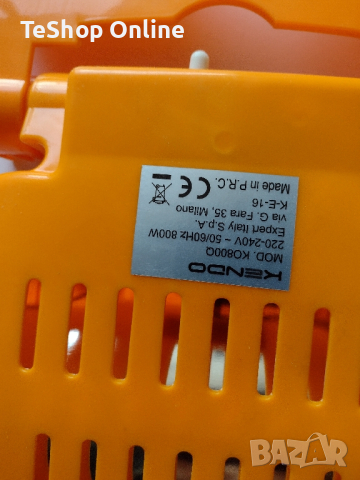 TeShop Online
KENDO
MOD. KO800Q
220-240V ~ 50/60Hz 800W
Expert Italy S.p.A.
via G. Fara 35, Milano
K-E-16
Made in P.R.C.
CE
BAZAR